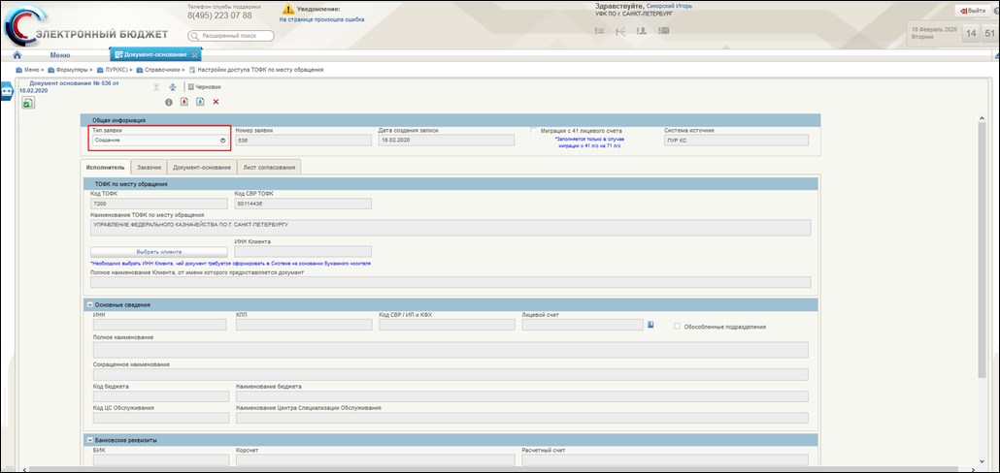 Телефон службы поддержки
8(495) 223 07 88
Расширенный поиск
Уведомление:
На странице произошла ошибка
Здравствуйте, Сикорский Игорь
УФК ПО г. САНКТ-ПЕТЕРБУРГ
Выйти
18 Февраль 2020
Вторник
14 51
ЭЛЕКТРОННЫЙ БЮДЖЕТ
Меню
Документ-основание
Меню Формуляры ПУР(КС) Справочники Настройки доступа ТОФК по месту обращения
Документ основание № 536 от
18.02.2020
Черновик
Общая информация
Тип заявки
Создание
Номер заявки
536
Дата создания записи
18.02.2020
Миграция с 41 лицевого счета
*Заполняется только в случае
миграции с 41 л/с на 71 л/с
Система источник
ПУР КС
Исполнитель Заказчик Документ-основание Лист согласования
ТОФК по месту обращения
Код ТОФК
7200
Код СВР ТОФК
00114436
Наименование ТОФК по месту обращения
УПРАВЛЕНИЕ ФЕДЕРАЛЬНОГО КАЗНАЧЕЙСТВА ПО Г. САНКТ-ПЕТЕРБУРГУ
ИНН Клиента
Выбрать клиента
*Необходимо выбрать ИНН Клиента, чей документ требуется сформировать в Системе на основании бумажного носителя
Полное наименование Клиента, от имени которого предоставляется документ
Основные сведения
ИНН КПП Код СВР / ИП и КФХ Лицевой счет
Обособленные подразделения
Полное наименование
Сокращенное наименование
Код бюджета Наименование бюджета
Код ЦС Обслуживания Наименование Центра Специализации Обслуживания
Банковские реквизиты
БИК Корсчет Расчетный счет